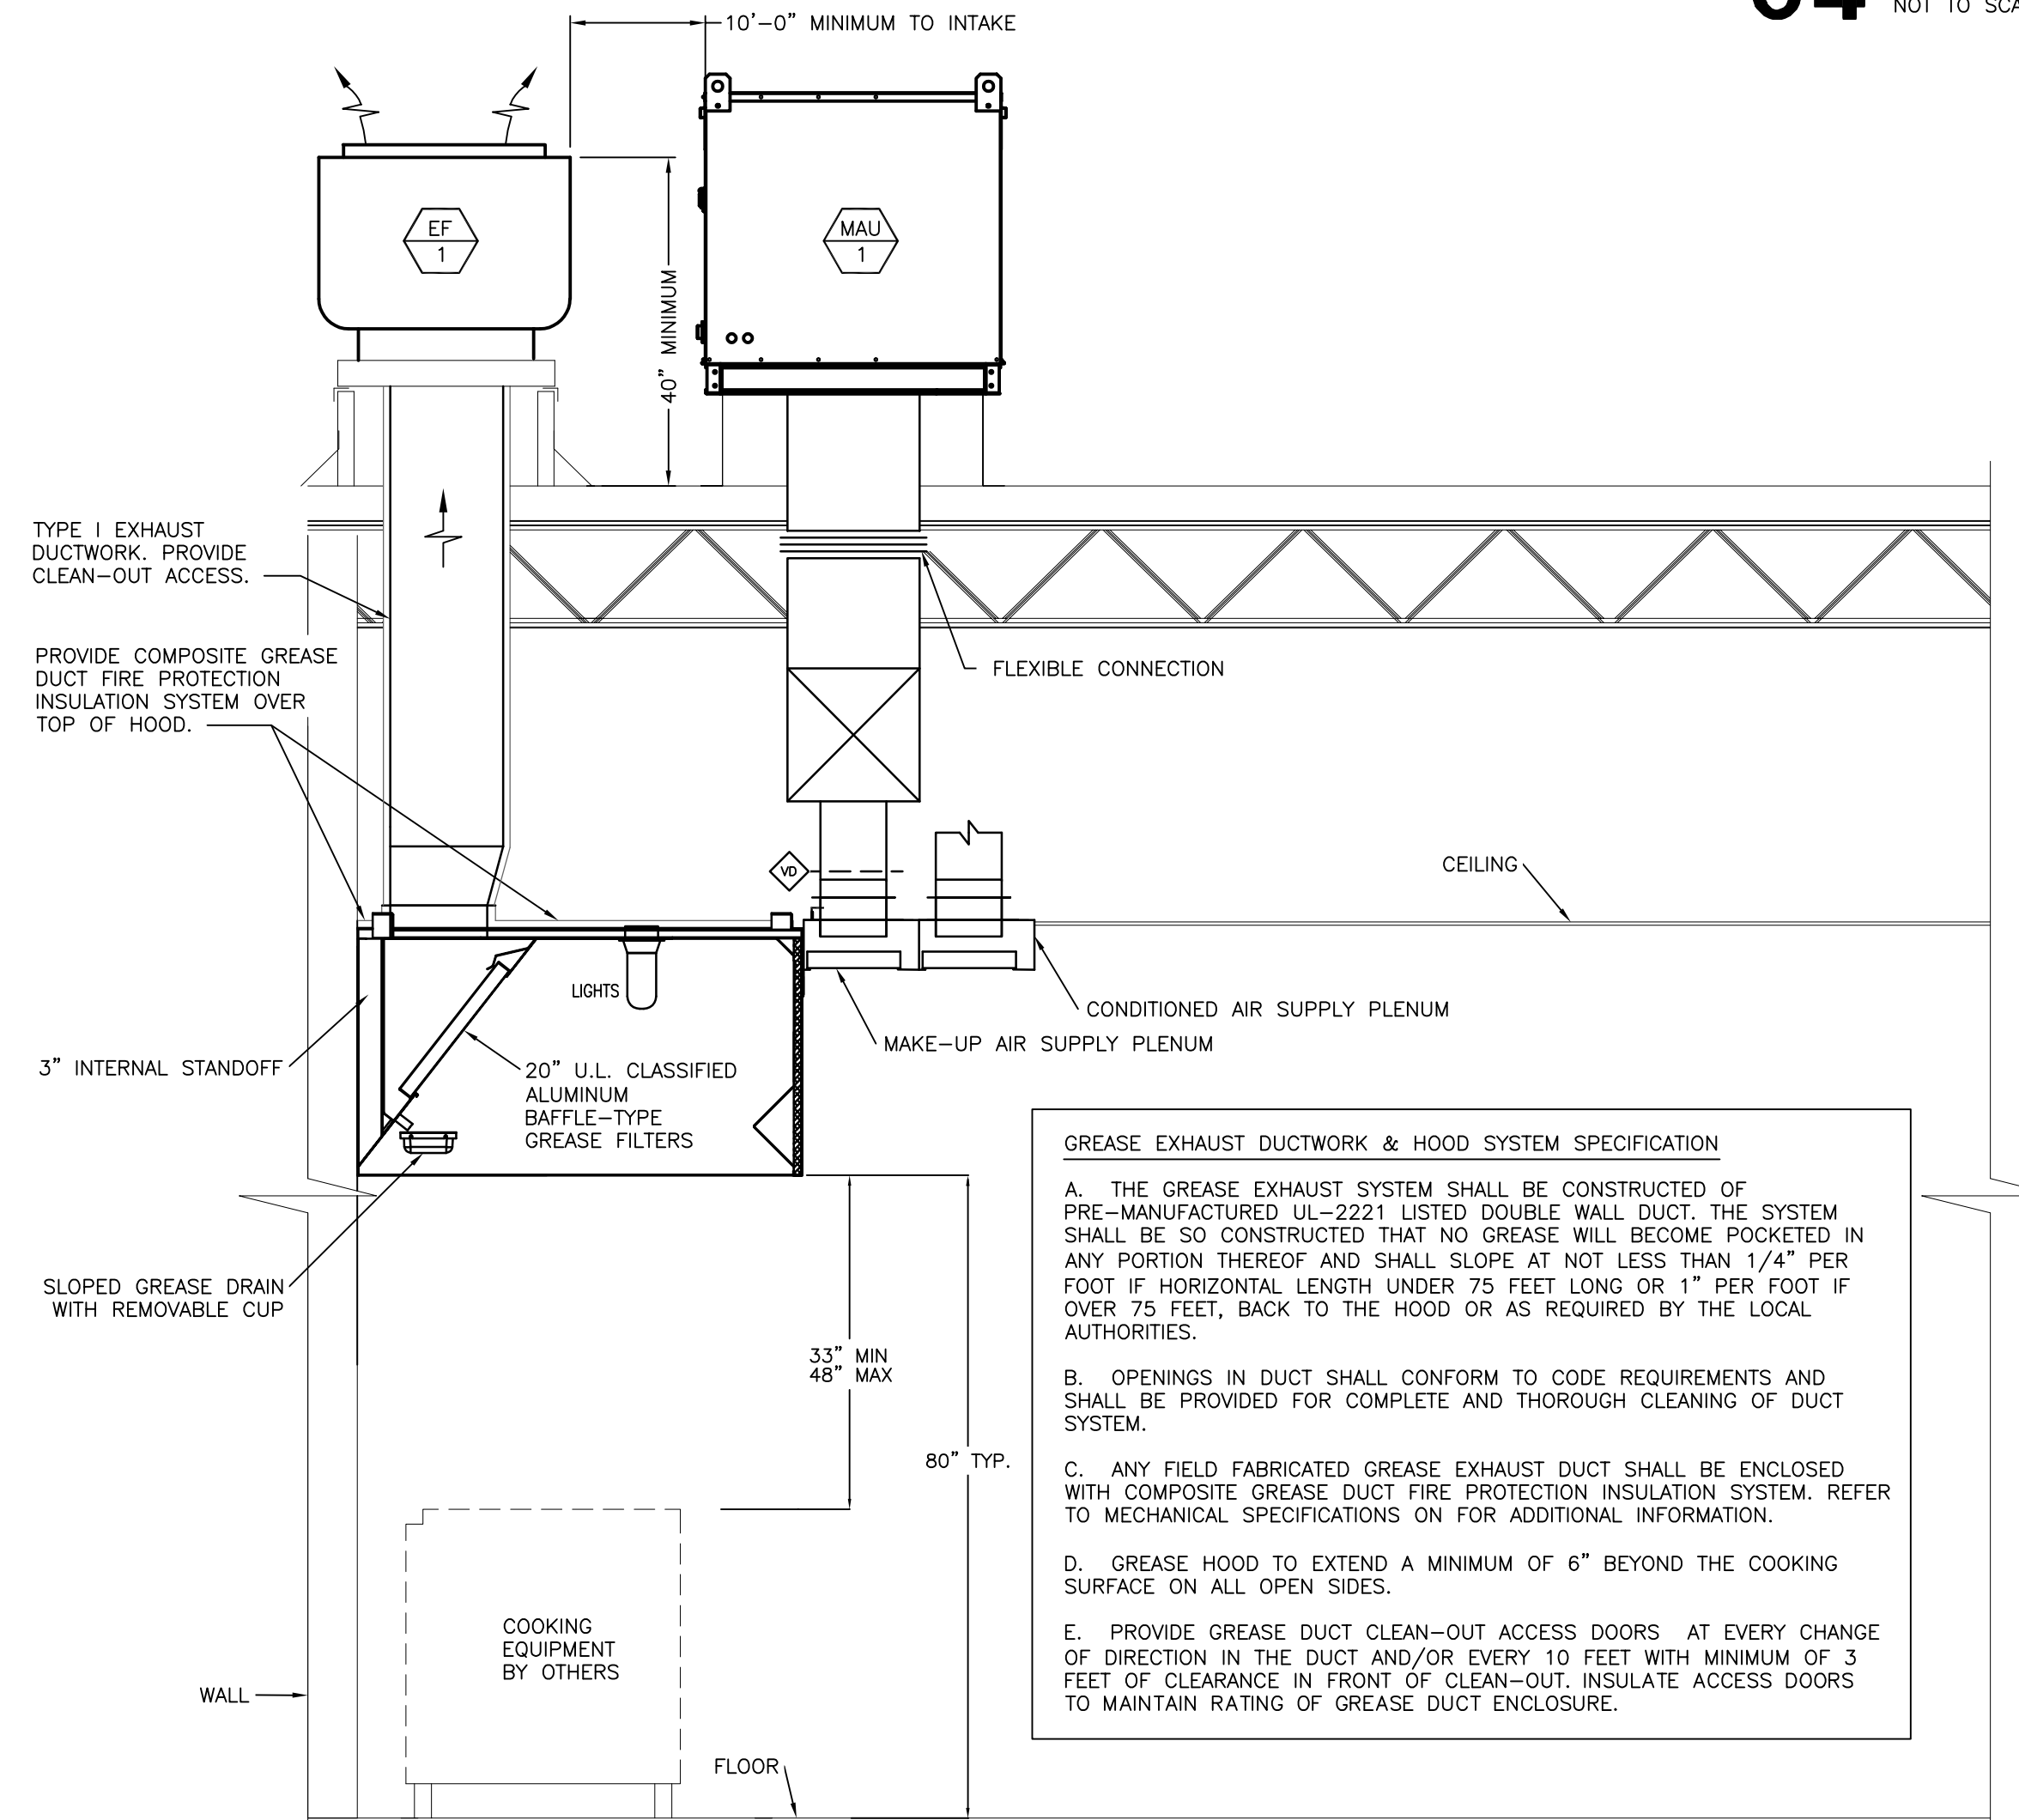 04 NOT TO SCA
10'-0" MINIMUM TO INTAKE
EF
1
MAU
1
40" MINIMUM
TYPE I EXHAUST
DUCTWORK. PROVIDE
CLEAN-OUT ACCESS.
PROVIDE COMPOSITE GREASE
DUCT FIRE PROTECTION
INSULATION SYSTEM OVER
TOP OF HOOD.
FLEXIBLE CONNECTION
VD
CEILING
LIGHTS
CONDITIONED AIR SUPPLY PLENUM
MAKE-UP AIR SUPPLY PLENUM
3" INTERNAL STANDOFF
20" U.L. CLASSIFIED
ALUMINUM
BAFFLE-TYPE
GREASE FILTERS
SLOPED GREASE DRAIN
WITH REMOVABLE CUP
33" MIN
48" MAX
80" TYP.
COOKING
EQUIPMENT
BY OTHERS
WALL
FLOOR
GREASE EXHAUST DUCTWORK & HOOD SYSTEM SPECIFICATION
A. THE GREASE EXHAUST SYSTEM SHALL BE CONSTRUCTED OF
PRE-MANUFACTURED UL-2221 LISTED DOUBLE WALL DUCT. THE SYSTEM
SHALL BE SO CONSTRUCTED THAT NO GREASE WILL BECOME POCKETED IN
ANY PORTION THEREOF AND SHALL SLOPE AT NOT LESS THAN 1/4" PER
FOOT IF HORIZONTAL LENGTH UNDER 75 FEET LONG OR 1" PER FOOT IF
OVER 75 FEET, BACK TO THE HOOD OR AS REQUIRED BY THE LOCAL
AUTHORITIES.
B. OPENINGS IN DUCT SHALL CONFORM TO CODE REQUIREMENTS AND
SHALL BE PROVIDED FOR COMPLETE AND THOROUGH CLEANING OF DUCT
SYSTEM.
C. ANY FIELD FABRICATED GREASE EXHAUST DUCT SHALL BE ENCLOSED
WITH COMPOSITE GREASE DUCT FIRE PROTECTION INSULATION SYSTEM. REFER
TO MECHANICAL SPECIFICATIONS ON FOR ADDITIONAL INFORMATION.
D. GREASE HOOD TO EXTEND A MINIMUM OF 6" BEYOND THE COOKING
SURFACE ON ALL OPEN SIDES.
E. PROVIDE GREASE DUCT CLEAN-OUT ACCESS DOORS AT EVERY CHANGE
OF DIRECTION IN THE DUCT AND/OR EVERY 10 FEET WITH MINIMUM OF 3
FEET OF CLEARANCE IN FRONT OF CLEAN-OUT. INSULATE ACCESS DOORS
TO MAINTAIN RATING OF GREASE DUCT ENCLOSURE.